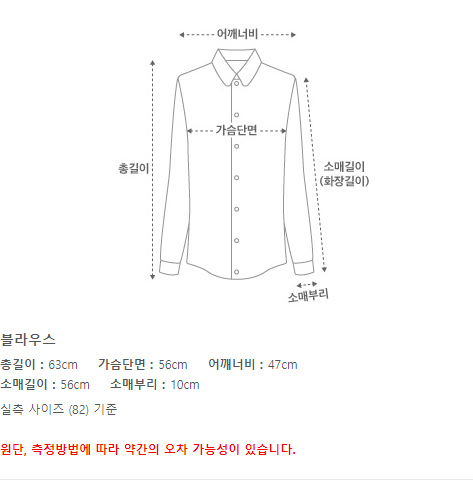 어깨너비
가슴단면
총길이
소매길이
(화장길이)
소매부리
블라우스
총길이 : 63cm 가슴단면 : 56cm 어깨너비 : 47cm
소매길이 : 56cm 소매부리 : 10cm
실측 사이즈 (82) 기준
원단, 측정방법에 따라 약간의 오차 가능성이 있습니다.